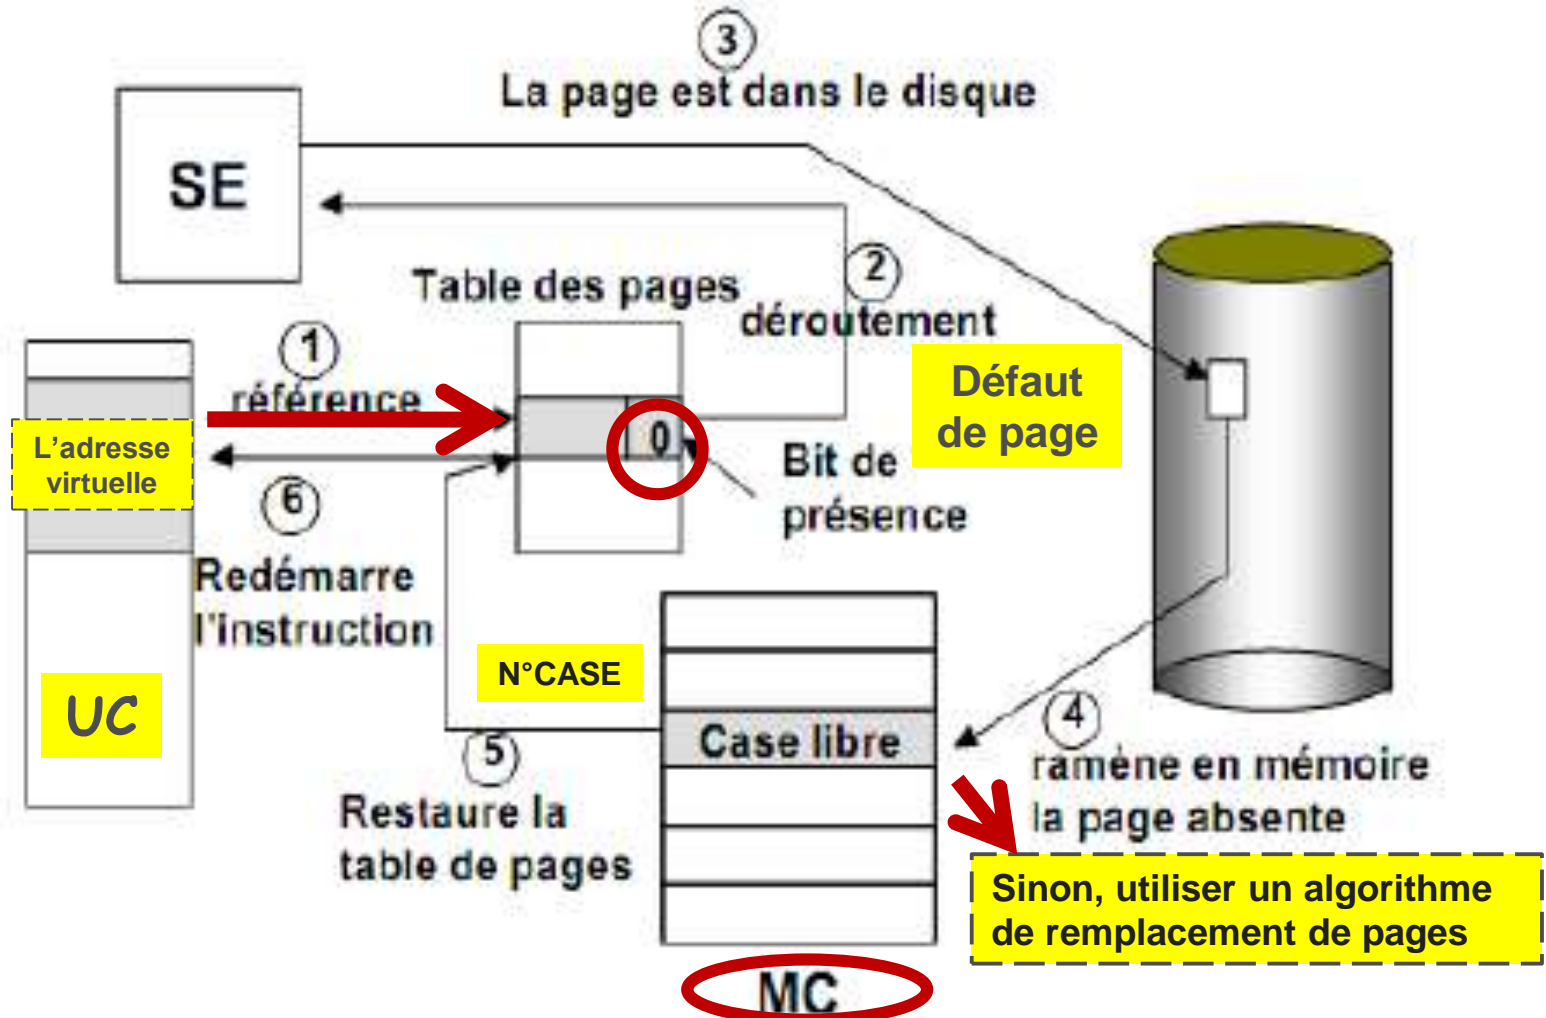 3
La page est dans le disque
SE
2
Table des pages
déroutement
1
référence
Défaut
de page
0
L'adresse
virtuelle
Bit de
présence
6
Redémarre
l'instruction
N°CASE
UC
Case libre
4
5
ramène en mémoire
la page absente
Restaure la
table de pages
Sinon, utiliser un algorithme
de remplacement de pages
MC